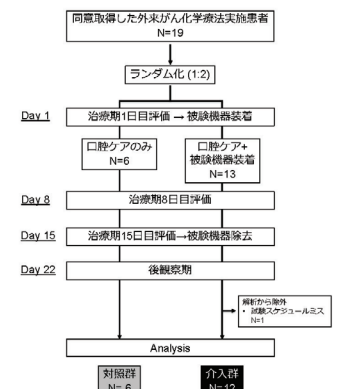 同意取得した外来がん化学療法実施患者
N=19
ランダム化 (1:2)
Day 1
治療期1日目評価 → 被験機器装着
口腔ケアのみ
N=6
口腔ケア+
被験機器装着
N=13
Day 8
治療期8日目評価
Day 15
治療期15日目評価→被験機器除去
Day 22
後観察期
解析から除外
• 試験スケジュールミス
N=1
Analysis
対照群
N= 6
介入群
N=12